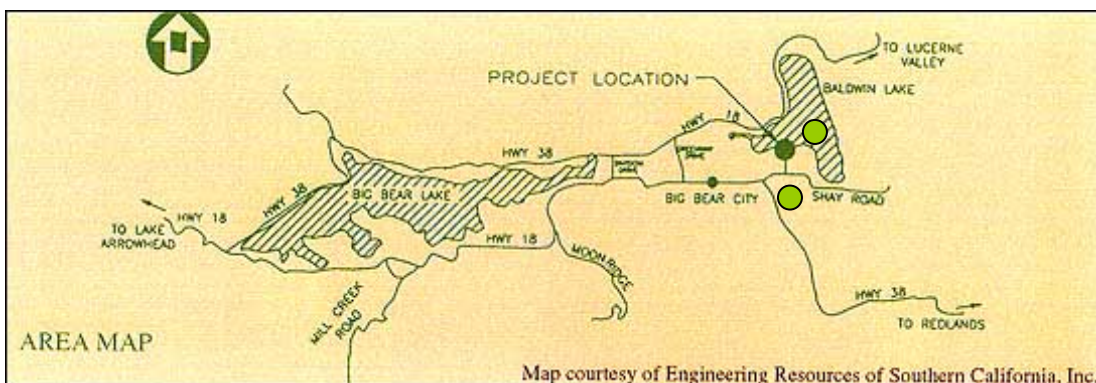 TO LUCERNE
VALLEY
PROJECT LOCATION
BALDWIN LAKE
HWY 18
HWY 38
BIG BEAR LAKE
HWY 38
BIG BEAR CITY
SHAY ROAD
TO LAKE
ARROWHEAD
HWY 18
HWY 18
MOONRIDGE
MILL CREEK
ROAD
HWY 38
TO REDLANDS
AREA MAP
Map courtesy of Engineering Resources of Southern California, Inc.